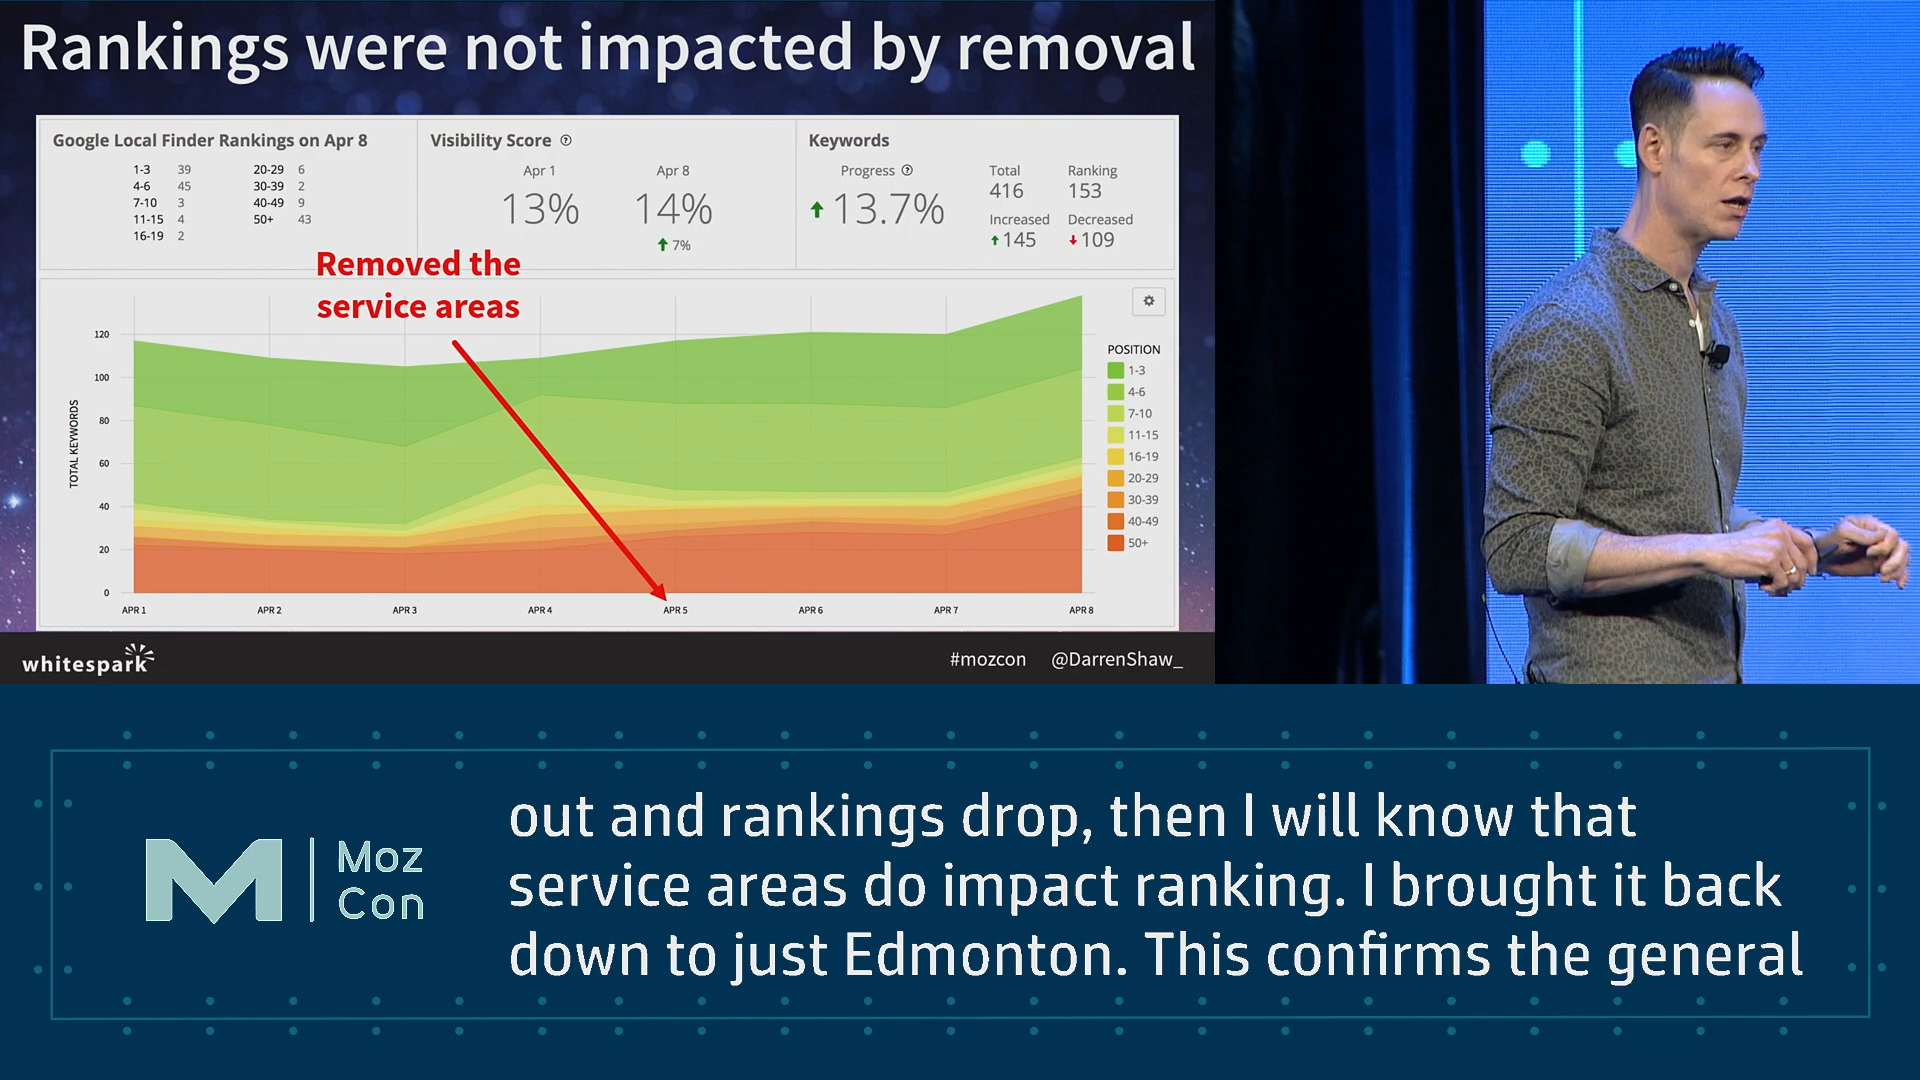 Rankings were not impacted by removal
Google Local Finder Rankings on Apr 8
1-3 39 20-29 6
4-6 45 30-39 2
7-10 3 40-49 9
11-15 4 50+ 43
16-19 2
Visibility Score ?
Apr 1 Apr 8
13% 14%
7%
Keywords
Progress ? Total Ranking
13.7% 416 153
Increased Decreased
145 109
Removed the
service areas
TOTAL KEYWORDS
120
100
80
60
40
20
0
APR 1 APR 2 APR 3 APR 4 APR 5 APR 6 APR 7 APR 8
POSITION
1-3
4-6
7-10
11-15
16-19
20-29
30-39
40-49
50+
whitespark #mozcon @DarrenShaw_
M Moz
Con
out and rankings drop, then I will know that
service areas do impact ranking. I brought it back
down to just Edmonton. This confirms the general